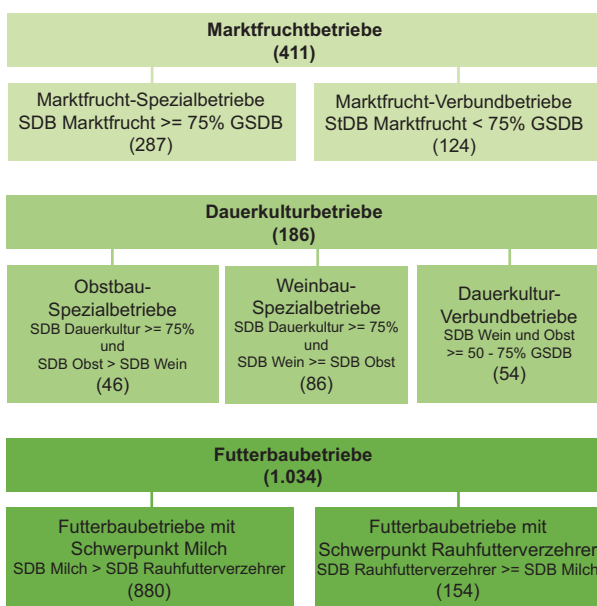 Marktfruchtbetriebe
(411)
Marktfrucht-Spezialbetriebe
SDB Marktfrucht >= 75% GSDB
(287)
Marktfrucht-Verbundbetriebe
StDB Marktfrucht < 75% GSDB
(124)
Dauerkulturbetriebe
(186)
Obstbau-
Spezialbetriebe
SDB Dauerkultur >= 75%
und
SDB Obst > SDB Wein
(46)
Weinbau-
Spezialbetriebe
SDB Dauerkultur >= 75%
und
SDB Wein >= SDB Obst
(86)
Dauerkultur-
Verbundbetriebe
SDB Wein und Obst
>= 50 - 75% GSDB
(54)
Futterbaubetriebe
(1.034)
Futterbaubetriebe mit
Schwerpunkt Milch
SDB Milch > SDB Rauhfutterverzehrer
(880)
Futterbaubetriebe mit
Schwerpunkt Rauhfutterverzehrer
SDB Rauhfutterverzehrer >= SDB Milch
(154)